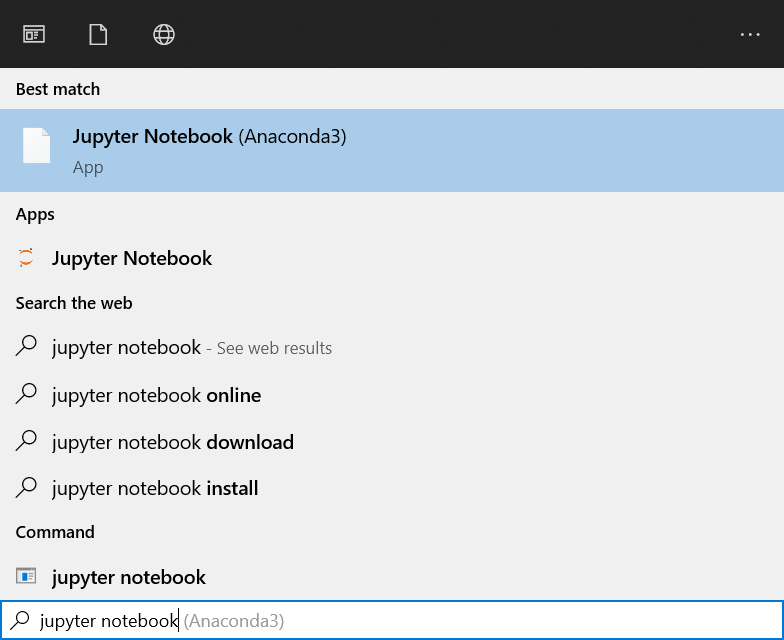 Best match
Jupyter Notebook (Anaconda3)
App
Apps
Jupyter Notebook
Search the web
jupyter notebook - See web results
jupyter notebook online
jupyter notebook download
jupyter notebook install
Command
jupyter notebook
jupyter notebook (Anaconda3)